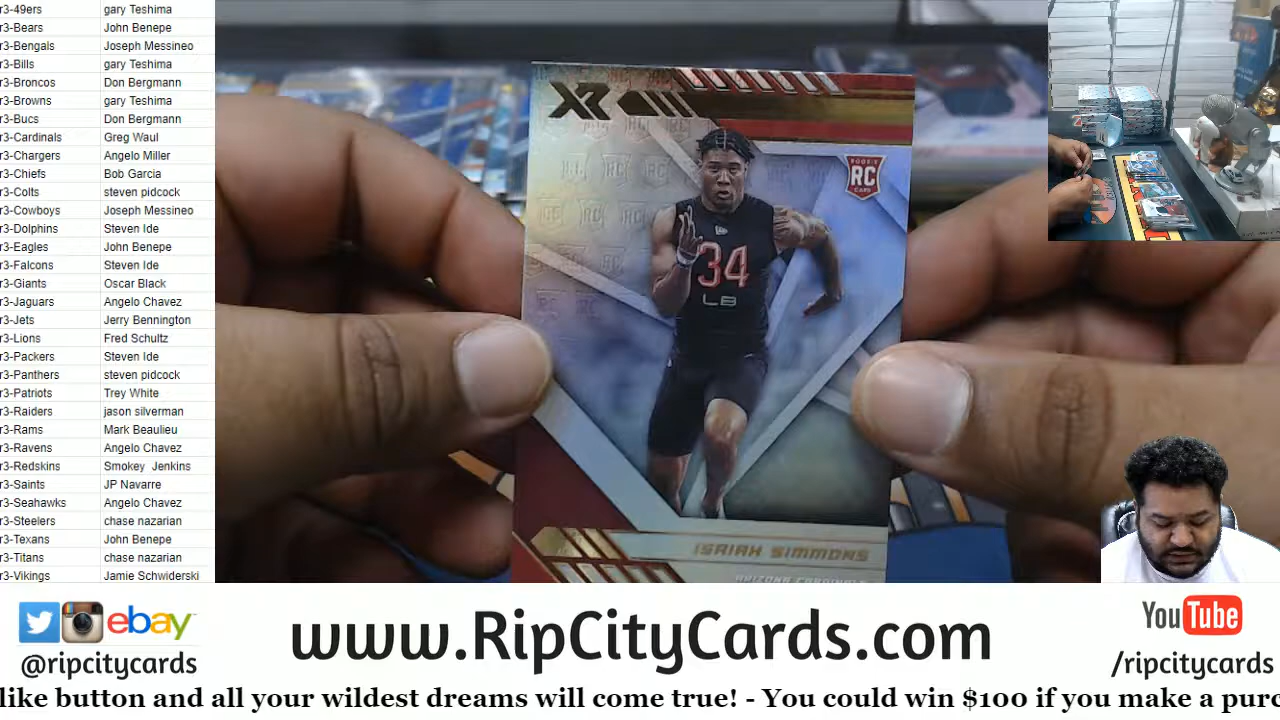 r3-49ers gary Teshima
r3-Bears John Benepe
r3-Bengals Joseph Messineo
r3-Bills gary Teshima
r3-Broncos Don Bergmann
r3-Browns gary Teshima
r3-Bucs Don Bergmann
r3-Cardinals Greg Waul
r3-Chargers Angelo Miller
r3-Chiefs Bob Garcia
r3-Colts steven pidcock
r3-Cowboys Joseph Messineo
r3-Dolphins Steven Ide
r3-Eagles John Benepe
r3-Falcons Steven Ide
r3-Giants Oscar Black
r3-Jaguars Angelo Chavez
r3-Jets Jerry Bennington
r3-Lions Fred Schultz
r3-Packers Steven Ide
r3-Panthers steven pidcock
r3-Patriots Trey White
r3-Raiders jason silverman
r3-Rams Mark Beaulieu
r3-Ravens Angelo Chavez
r3-Redskins Smokey Jenkins
r3-Saints JP Navarre
r3-Seahawks Angelo Chavez
r3-Steelers chase nazarian
r3-Texans John Benepe
r3-Titans chase nazarian
r3-Vikings Jamie Schwiderski
XR
ROOKIE
RC
CARD
34
LB
ISAIAH SIMMONS
ARIZONA CARDINALS
ebay
@ripcitycards
www.RipCityCards.com
YouTube
/ripcitycards
like button and all your wildest dreams will come true! - You could win $100 if you make a purc